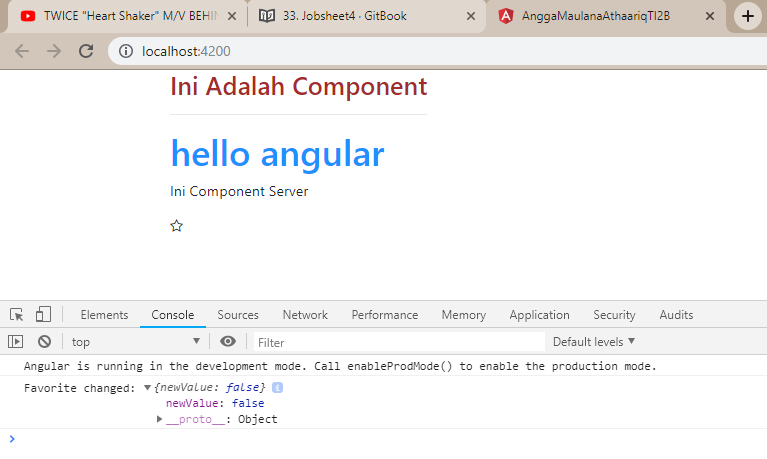 TWICE "Heart Shaker" M/V BEHIN
33. Jobsheet4 · GitBook
AnggaMaulanaAthaariqTI2B
localhost:4200
Ini Adalah Component
hello angular
Ini Component Server
Elements Console Sources Network Performance Memory Application Security Audits
top Filter Default levels
Angular is running in the development mode. Call enableProdMode() to enable the production mode.
Favorite changed: {newValue: false} i
newValue: false
__proto__: Object